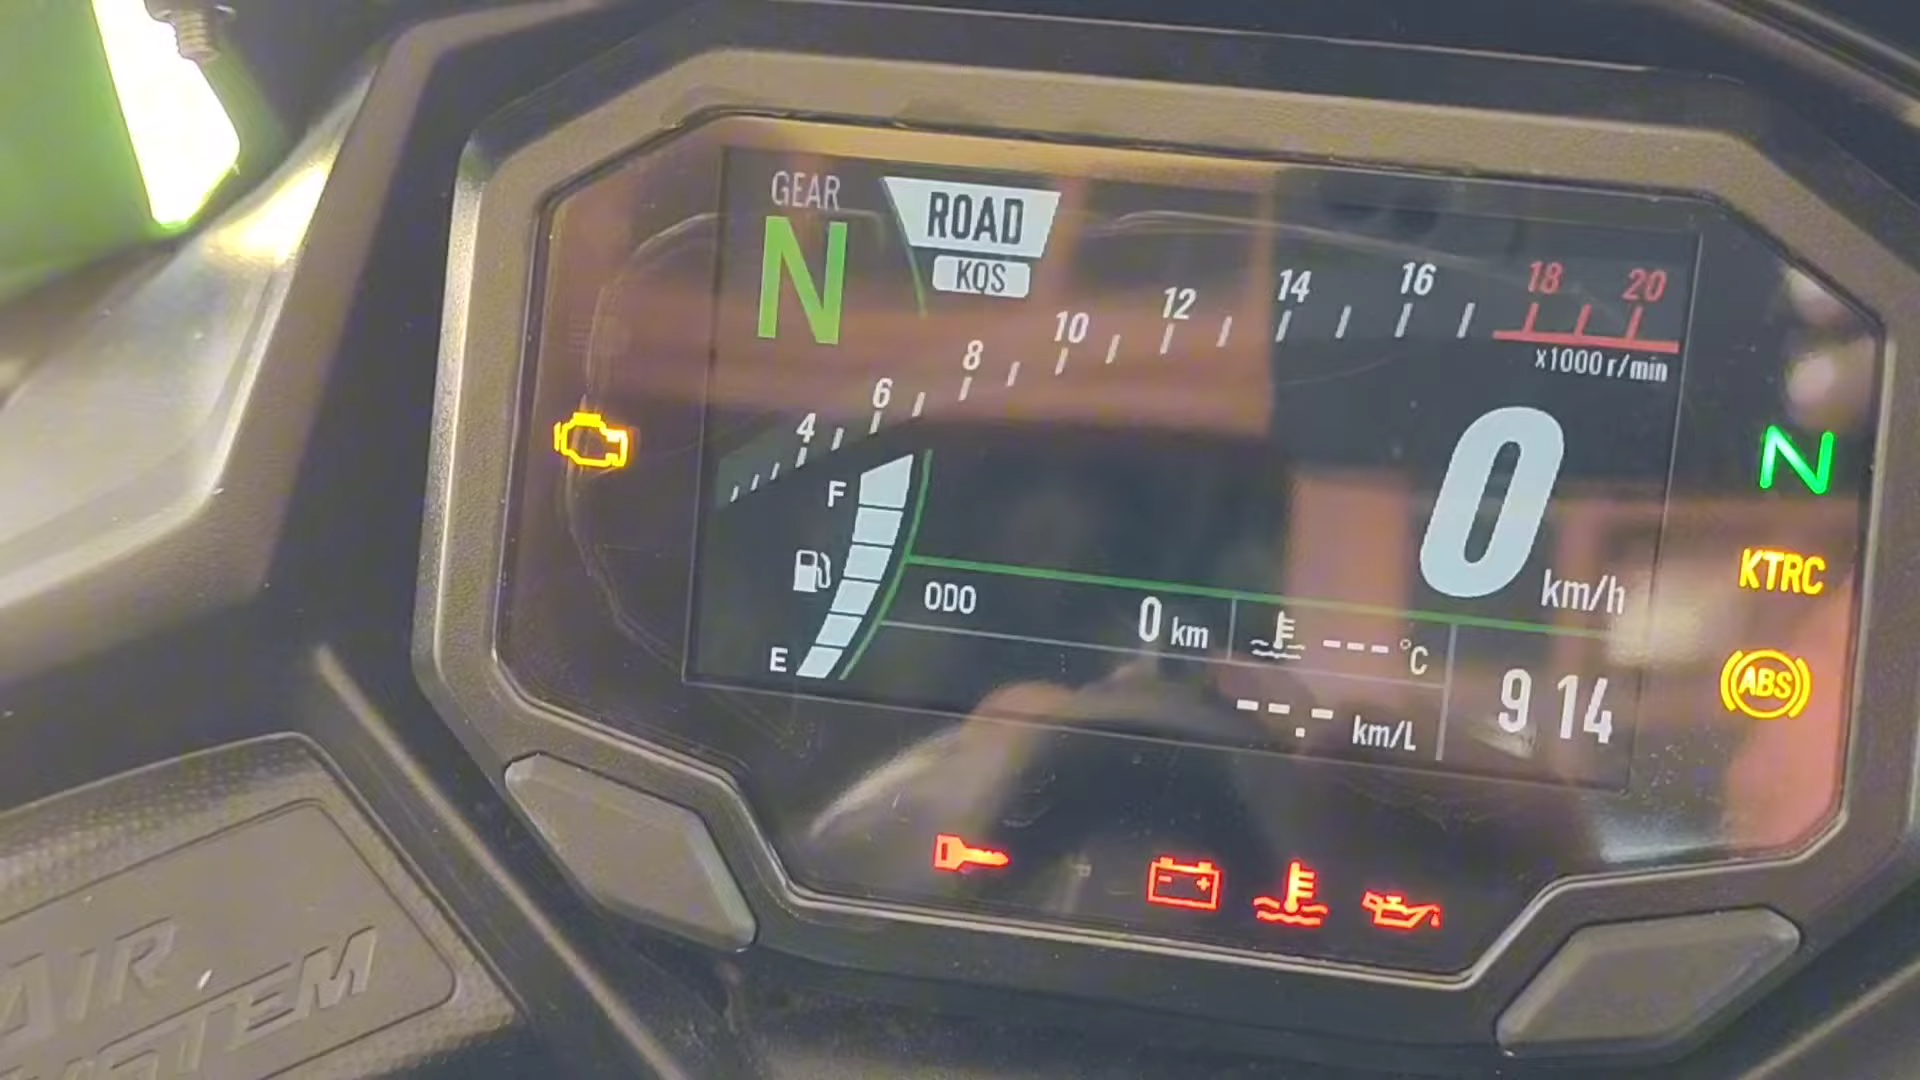 GEAR
N
ROAD
KQS
4 6 8 10 12 14 16 18 20
x1000 r/min
0 km/h
F
E
ODO 0 km
--- °C
--.- km/L
9 14
N
KTRC
ABS
AIR
SYSTEM